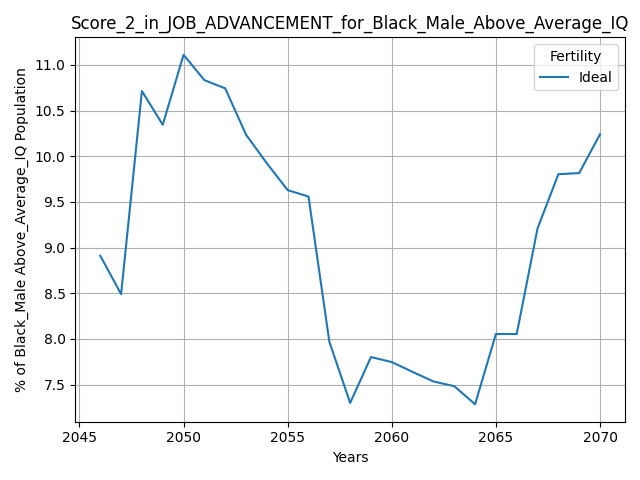 Score_2_in_JOB_ADVANCEMENT_for_Black_Male_Above_Average_IQ
% of Black_Male Above_Average_IQ Population
11.0
10.5
10.0
9.5
9.0
8.5
8.0
7.5
Fertility
Ideal
2045 2050 2055 2060 2065 2070
Years